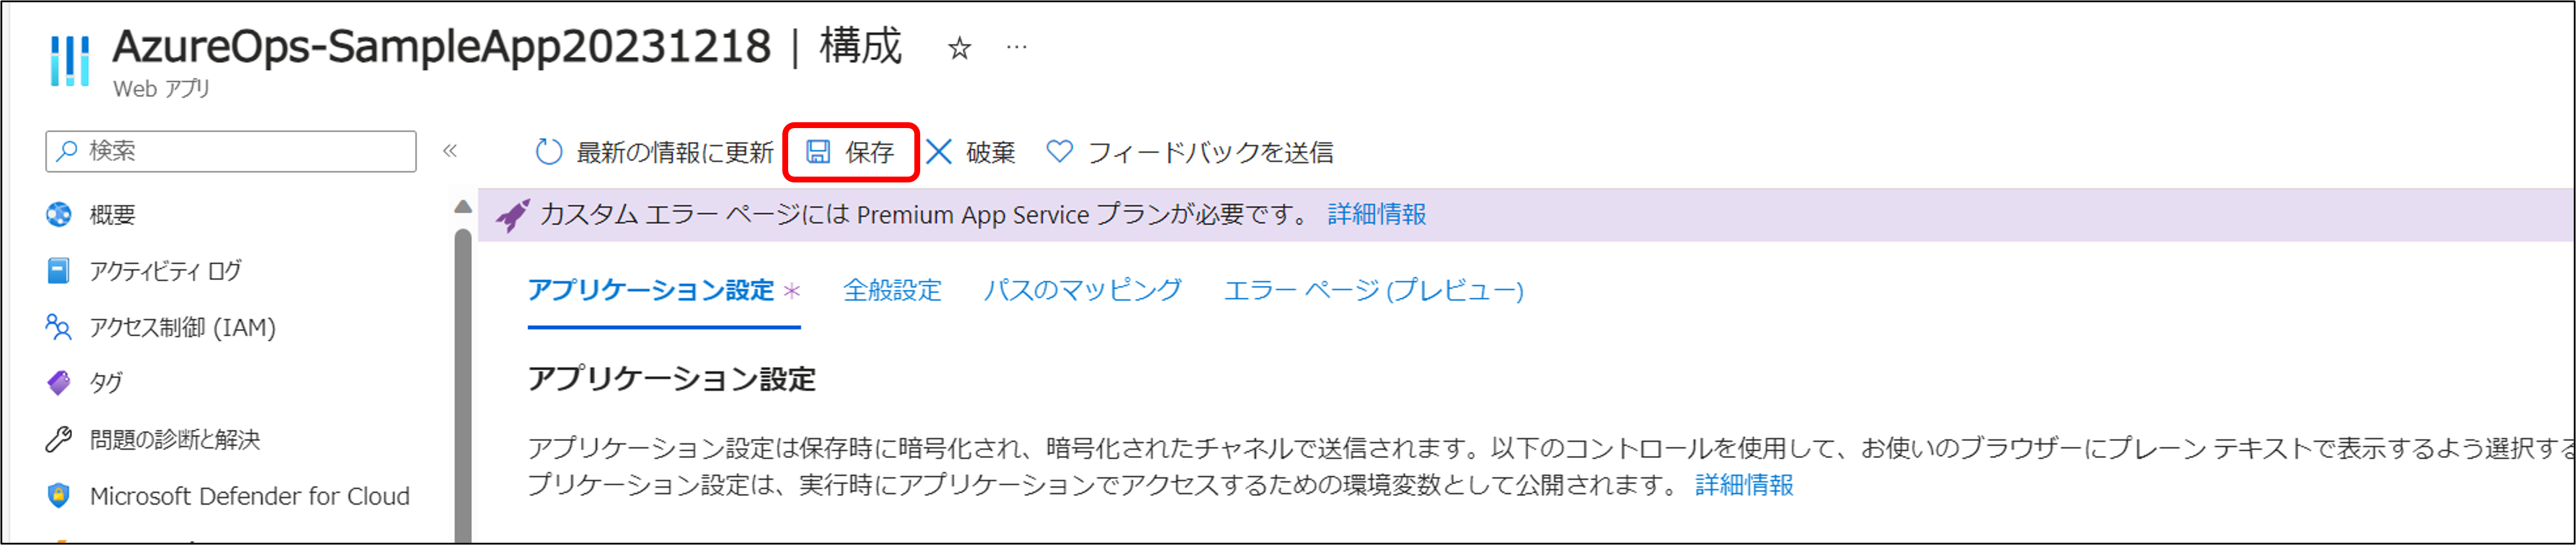 AzureOps-SampleApp20231218 | 構成 ☆ …
Web アプリ
検索 «
最新の情報に更新 保存 破棄 フィードバックを送信
概要
アクティビティ ログ
アクセス制御 (IAM)
タグ
問題の診断と解決
Microsoft Defender for Cloud
カスタム エラー ページには Premium App Service プランが必要です。 詳細情報
アプリケーション設定 * 全般設定 パスのマッピング エラー ページ (プレビュー)
アプリケーション設定
アプリケーション設定は保存時に暗号化され、暗号化されたチャネルで送信されます。以下のコントロールを使用して、お使いのブラウザーにプレーン テキストで表示するよう選択する
プリケーション設定は、実行時にアプリケーションでアクセスするための環境変数として公開されます。 詳細情報